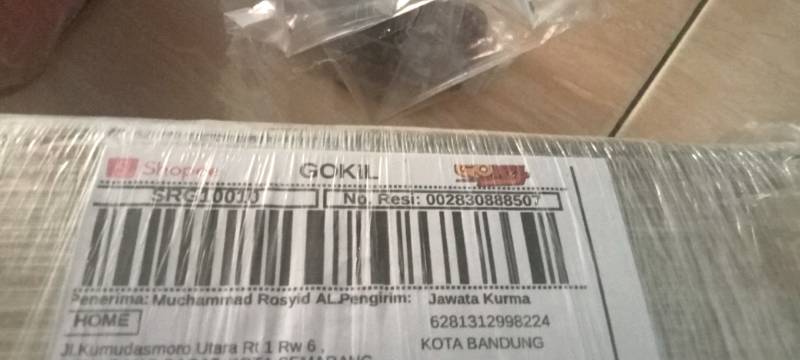 Shopee GOKIL
SRG10010 No. Resi: 002830888507
Penerima: Muchammad Rosyid AL. Pengirim: Jawata Kurma
HOME 6281312998224
Jl.Kumudasmoro Utara Rt 1 Rw 6 , KOTA BANDUNG
SEMARANG